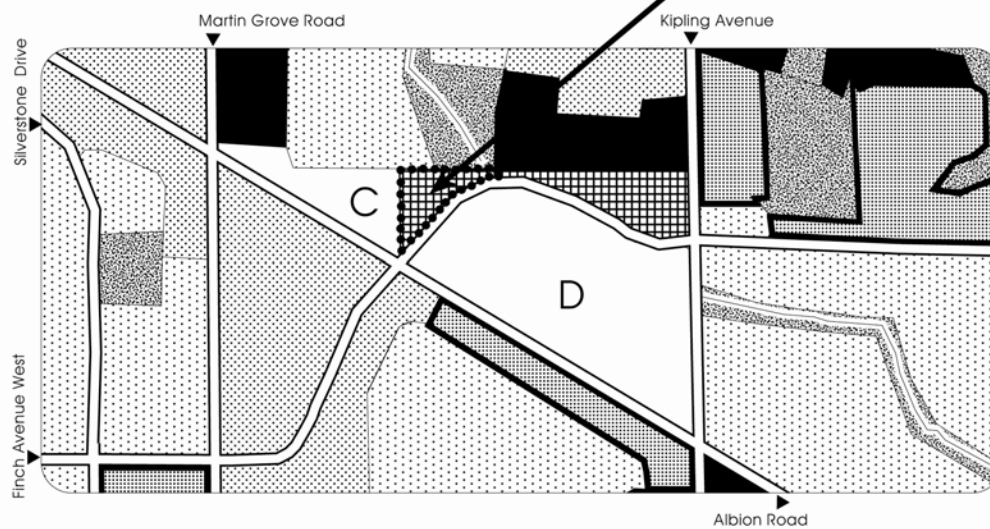 Martin Grove Road
Kipling Avenue
Silverstone Drive
C
D
Finch Avenue West
Albion Road